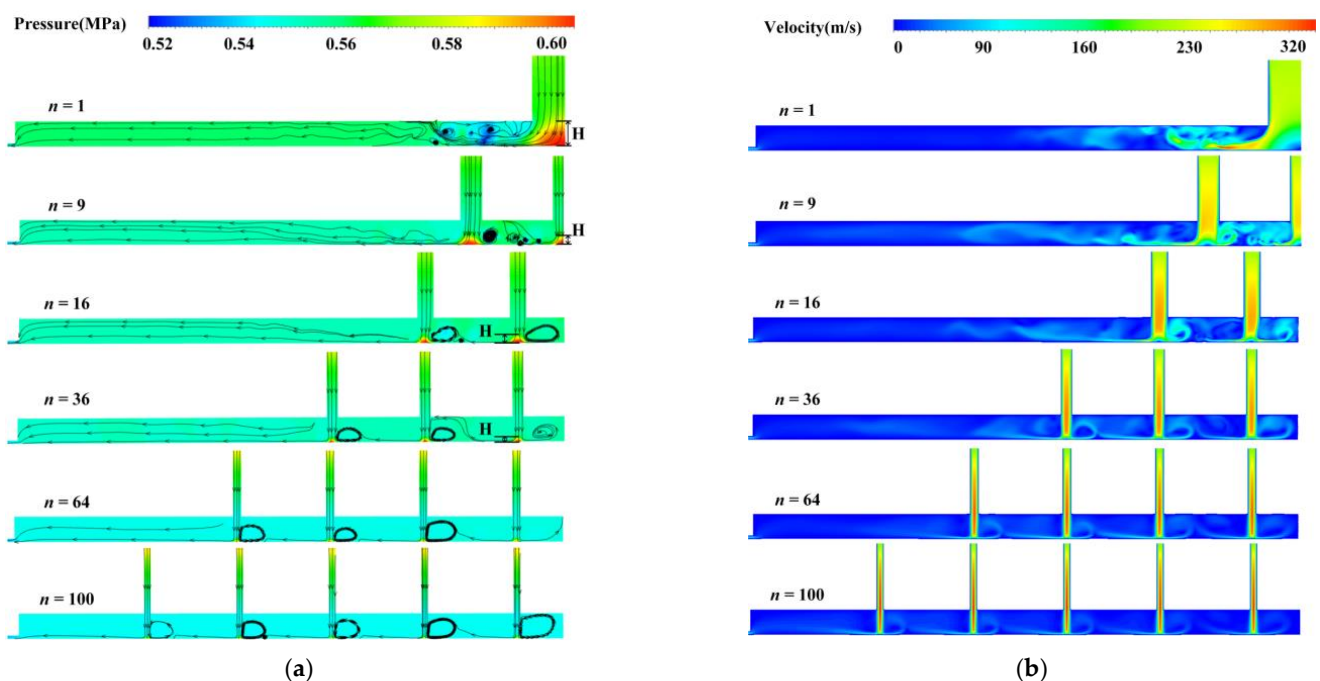 Pressure(MPa)
0.52 0.54 0.56 0.58 0.60
n = 1
H
n = 9
H
n = 16
H
n = 36
H
n = 64
n = 100
(a)
Velocity(m/s)
0 90 160 230 320
n = 1
n = 9
n = 16
n = 36
n = 64
n = 100
(b)